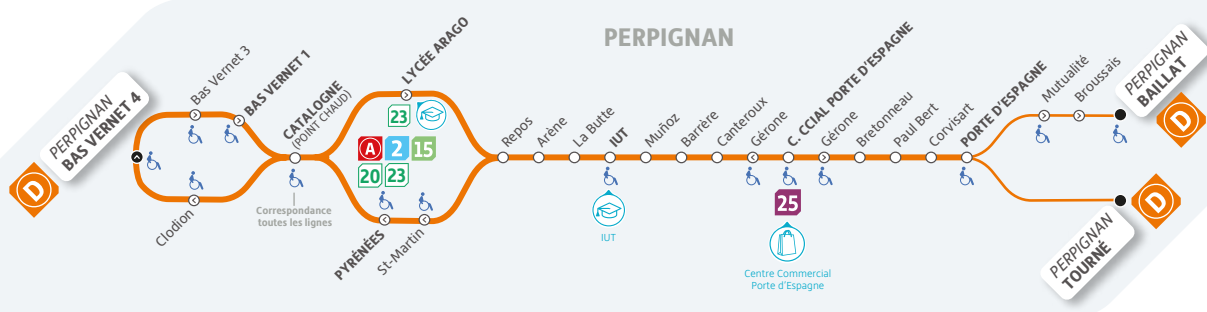 PERPIGNAN
D
PERPIGNAN
BAS VERNET 4
Bas Vernet 3
BAS VERNET 1
Clodion
CATALOGNE
(POINT CHAUD)
Correspondance
toutes les lignes
LYCÉE ARAGO
23
A 2 15
20 23
PYRÉNÉES
St-Martin
Repos
Arène
La Butte
IUT
IUT
Muñoz
Barrère
Canteroux
Gérone
C. CCIAL PORTE D'ESPAGNE
25
Centre Commercial
Porte d'Espagne
Gérone
Bretonneau
Paul Bert
Corvisart
PORTE D'ESPAGNE
Mutualité
Broussais
PERPIGNAN
BAILLAT
D
PERPIGNAN
TOURNÉ
D